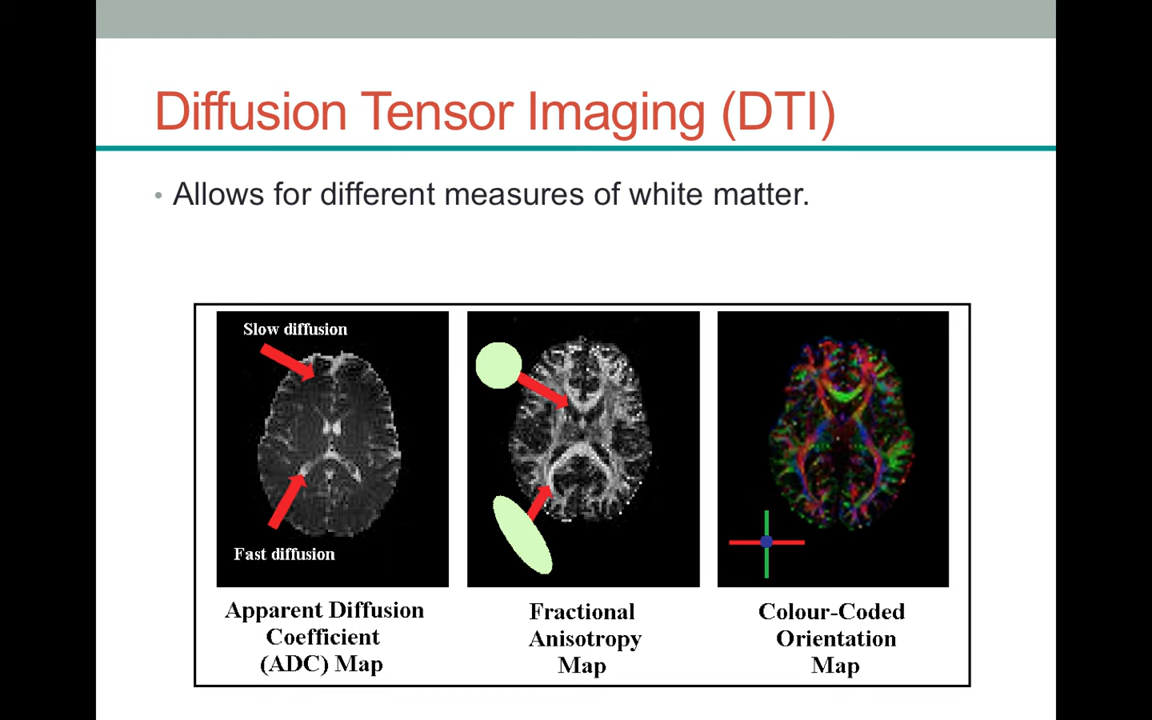 Diffusion Tensor Imaging (DTI)
• Allows for different measures of white matter.
Slow diffusion
Fast diffusion
Apparent Diffusion
Coefficient
(ADC) Map
Fractional
Anisotropy
Map
Colour-Coded
Orientation
Map